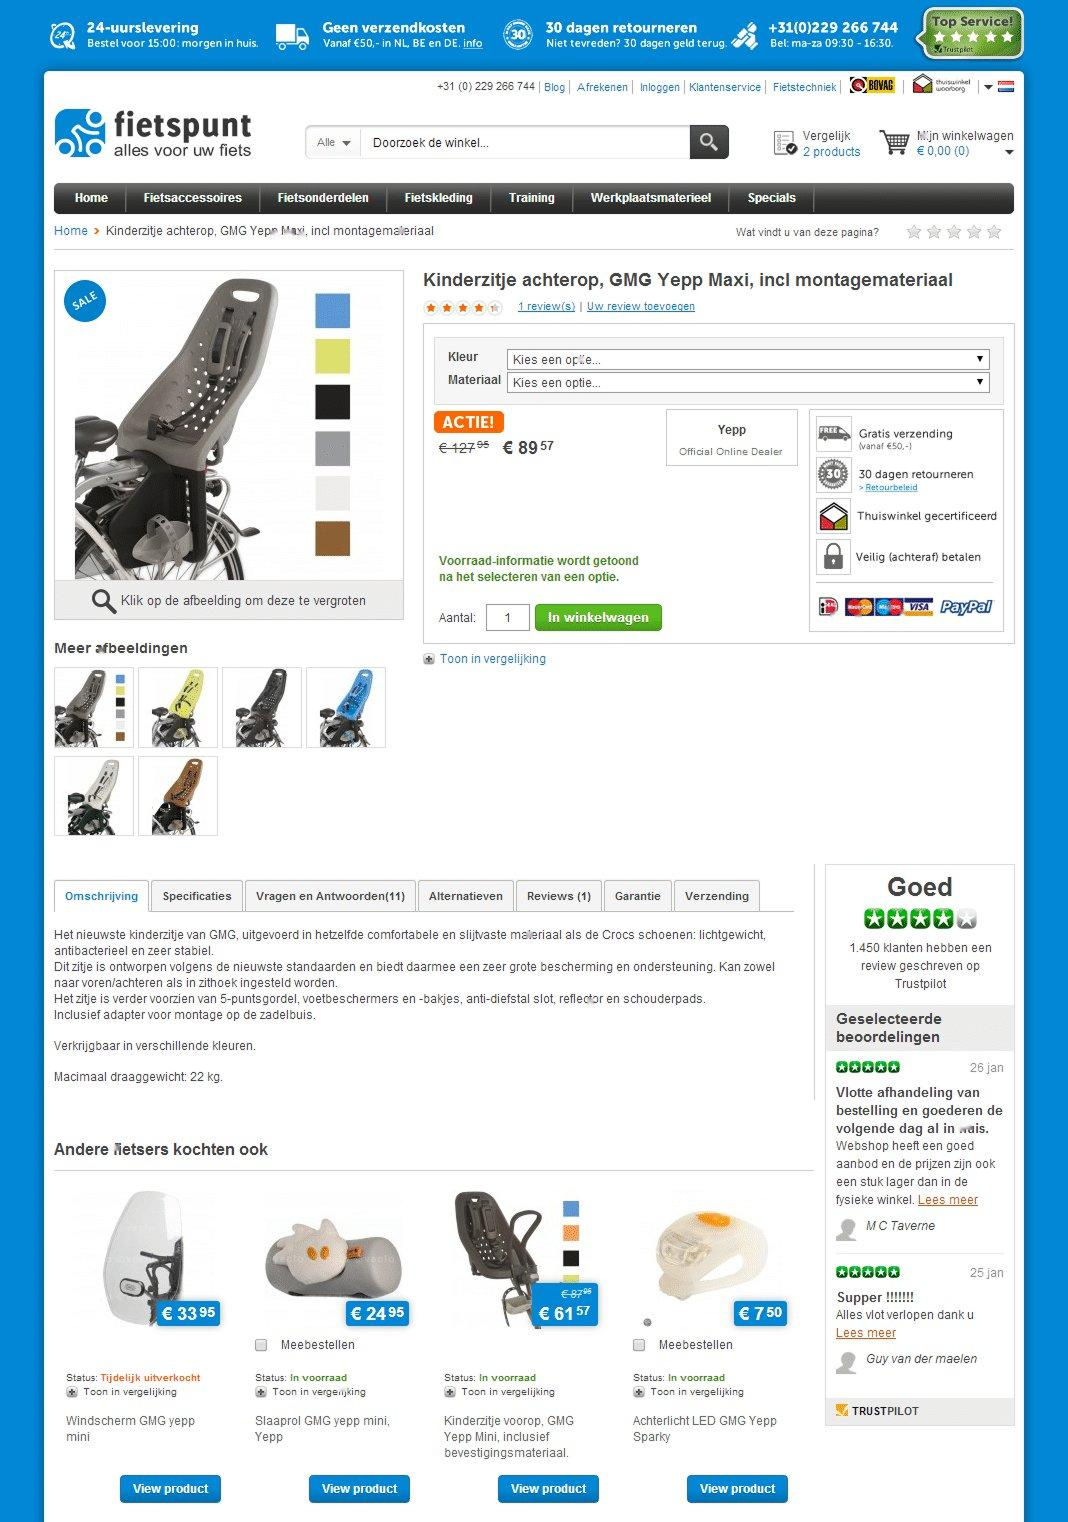 24-uurslevering
Bestel voor 15:00: morgen in huis.
Geen verzendkosten
Vanaf €50,- in NL, BE en DE. info
30 dagen retourneren
Niet tevreden? 30 dagen geld terug.
+31(0)229 266 744
Bel: ma-za 09:30 - 16:30.
Top Service!
Trustpilot
+31 (0) 229 266 744 | Blog | Afrekenen | Inloggen | Klantenservice | Fietstechniek |
BOVAG
thuiswinkel waarborg
fietspunt
alles voor uw fiets
Alle
Doorzoek de winkel...
Vergelijk
2 products
Mijn winkelwagen
€ 0,00 (0)
Home Fietsaccessoires Fietsonderdelen Fietskleding Training Werkplaatsmaterieel Specials
Home > Kinderzitje achterop, GMG Yepp Maxi, incl montagemateriaal
Wat vindt u van deze pagina?
SALE
Kinderzitje achterop, GMG Yepp Maxi, incl montagemateriaal
1 review(s) | Uw review toevoegen
Kleur
Kies een optie...
Materiaal
Kies een optie...
ACTIE!
€ 127 95 € 89 57
Yepp
Official Online Dealer
FREE
Gratis verzending
(vanaf €50,-)
30
30 dagen retourneren
> Retourbeleid
Thuiswinkel gecertificeerd
Veilig (achteraf) betalen
VISA PayPal
Voorraad-informatie wordt getoond
na het selecteren van een optie.
Aantal: 1 In winkelwagen
Klik op de afbeelding om deze te vergroten
Toon in vergelijking
Meer afbeeldingen
Omschrijving Specificaties Vragen en Antwoorden(11) Alternatieven Reviews (1) Garantie Verzending
Het nieuwste kinderzitje van GMG, uitgevoerd in hetzelfde comfortabele en slijtvaste materiaal als de Crocs schoenen: lichtgewicht,
antibacterieel en zeer stabiel.
Dit zitje is ontworpen volgens de nieuwste standaarden en biedt daarmee een zeer grote bescherming en ondersteuning. Kan zowel
naar voren/achteren als in zithoek ingesteld worden.
Het zitje is verder voorzien van 5-puntsgordel, voetbeschermers en -bakjes, anti-diefstal slot, reflector en schouderpads.
Inclusief adapter voor montage op de zadelbuis.
Verkrijgbaar in verschillende kleuren.
Macimaal draaggewicht: 22 kg.
Goed
1.450 klanten hebben een
review geschreven op
Trustpilot
Geselecteerde
beoordelingen
26 jan
Vlotte afhandeling van
bestelling en goederen de
volgende dag al in huis.
Webshop heeft een goed
aanbod en de prijzen zijn ook
een stuk lager dan in de
fysieke winkel. Lees meer
M C Taverne
25 jan
Supper !!!!!!!
Alles vlot verlopen dank u
Lees meer
Guy van der maelen
TRUSTPILOT
Andere fietsers kochten ook
€ 33 95
Status: Tijdelijk uitverkocht
Toon in vergelijking
Windscherm GMG yepp
mini
View product
€ 24 95
Meebestellen
Status: In voorraad
Toon in vergelijking
Slaaprol GMG yepp mini,
Yepp
View product
€ 87 95
€ 61 57
Status: In voorraad
Toon in vergelijking
Kinderzitje voorop, GMG
Yepp Mini, inclusief
bevestigingsmateriaal.
View product
€ 7 50
Meebestellen
Status: In voorraad
Toon in vergelijking
Achterlicht LED GMG Yepp
Sparky
View product